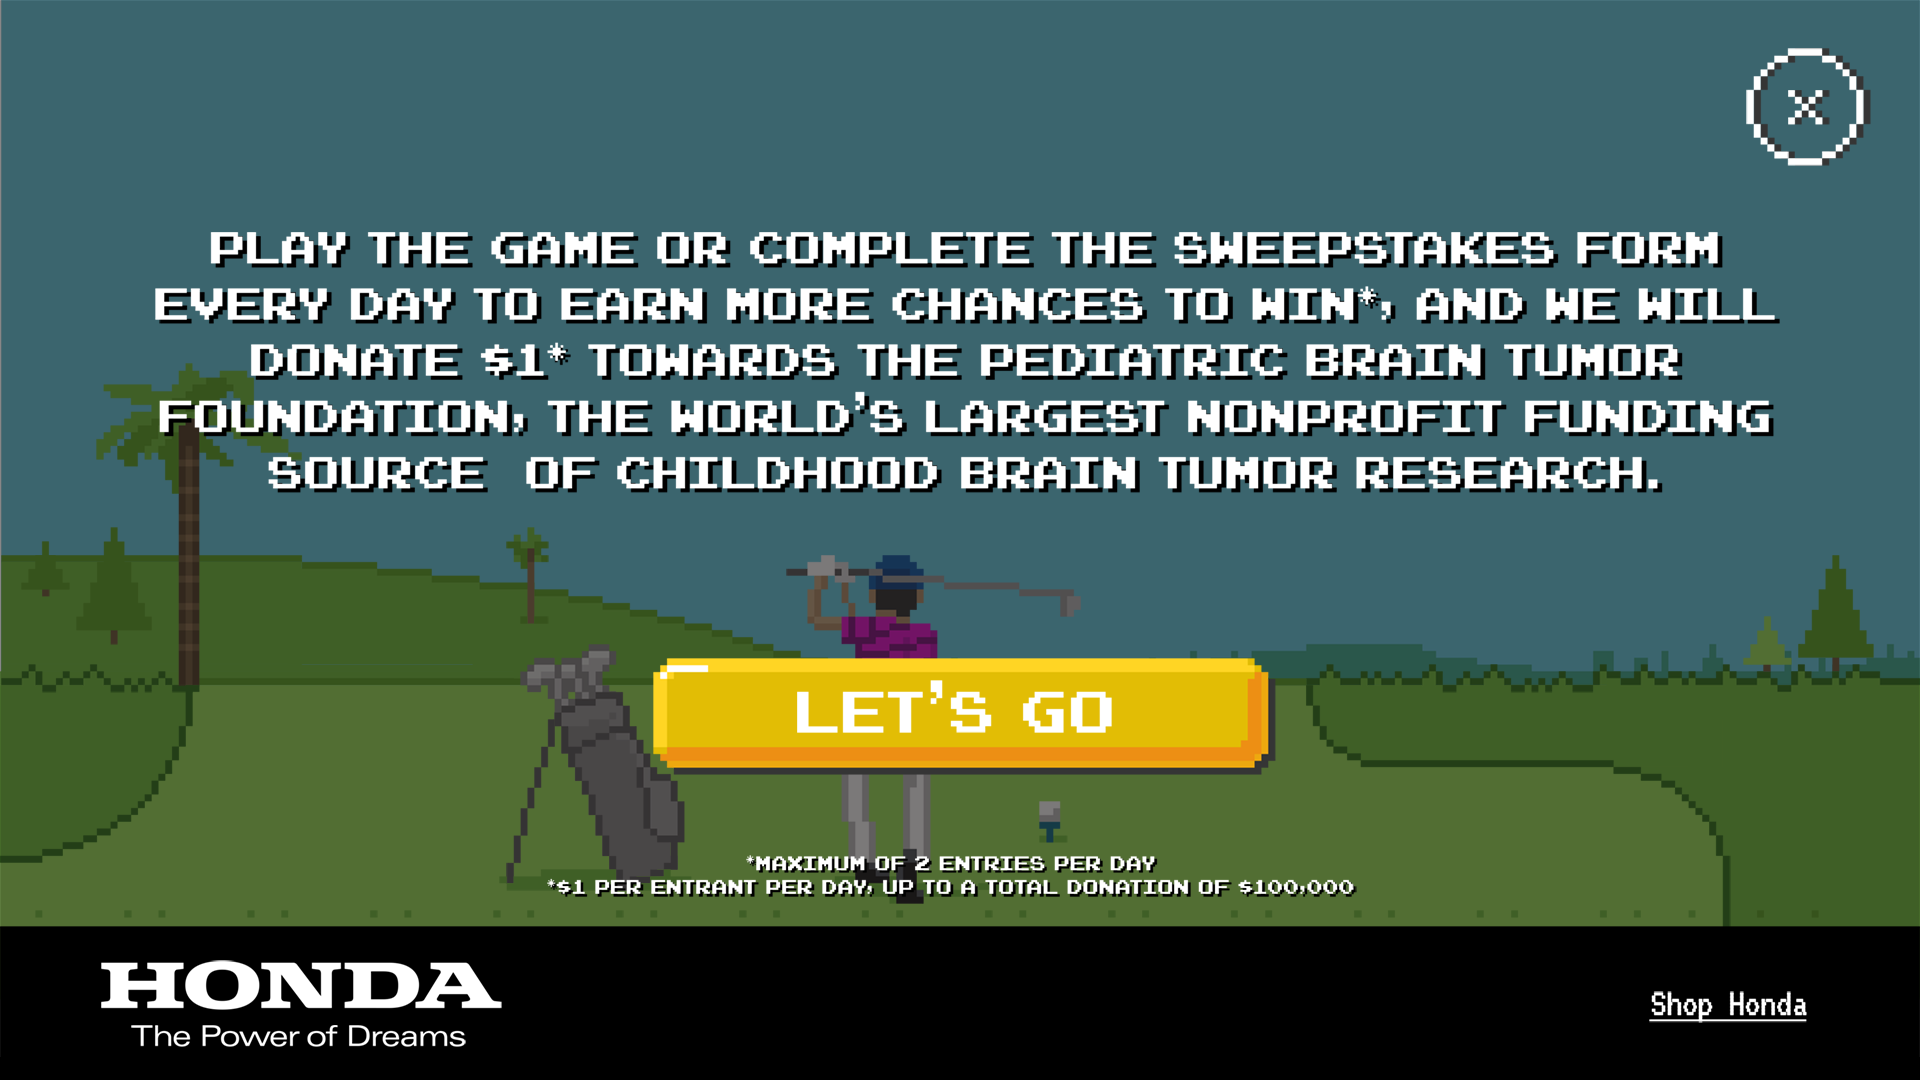 PLAY THE GAME OR COMPLETE THE SWEEPSTAKES FORM
EVERY DAY TO EARN MORE CHANCES TO WIN*, AND WE WILL
DONATE $1* TOWARDS THE PEDIATRIC BRAIN TUMOR
FOUNDATION, THE WORLD'S LARGEST NONPROFIT FUNDING
SOURCE OF CHILDHOOD BRAIN TUMOR RESEARCH.
LET'S GO
*MAXIMUM OF 2 ENTRIES PER DAY
*$1 PER ENTRANT PER DAY, UP TO A TOTAL DONATION OF $100,000
HONDA
The Power of Dreams
Shop Honda